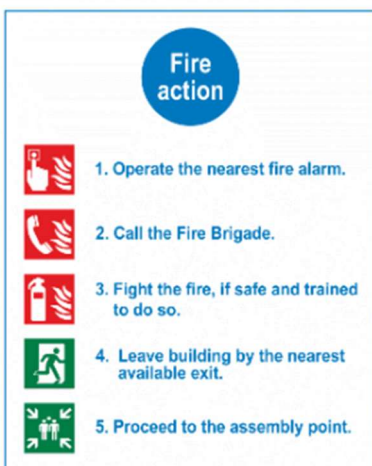 Fire
action
1. Operate the nearest fire alarm.
2. Call the Fire Brigade.
3. Fight the fire, if safe and trained
to do so.
4. Leave building by the nearest
available exit.
5. Proceed to the assembly point.